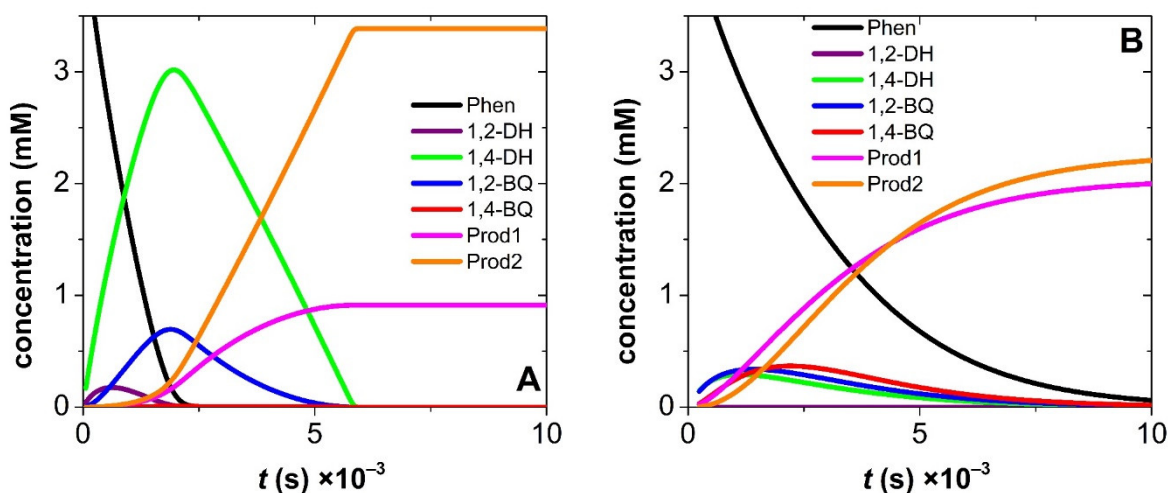 concentration (mM)
3
2
1
0
Phen
1,2-DH
1,4-DH
1,2-BQ
1,4-BQ
Prod1
Prod2
A
0
5
10
t (s) ×10⁻³
concentration (mM)
3
2
1
0
Phen
1,2-DH
1,4-DH
1,2-BQ
1,4-BQ
Prod1
Prod2
B
0
5
10
t (s) ×10⁻³